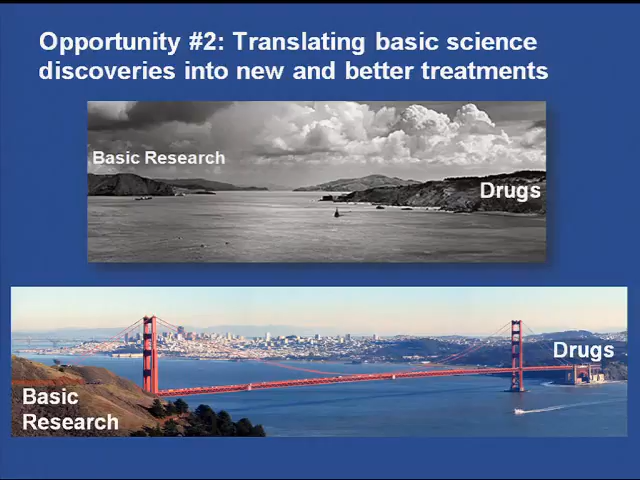 Opportunity #2: Translating basic science
discoveries into new and better treatments
Basic Research
Drugs
Drugs
Basic
Research